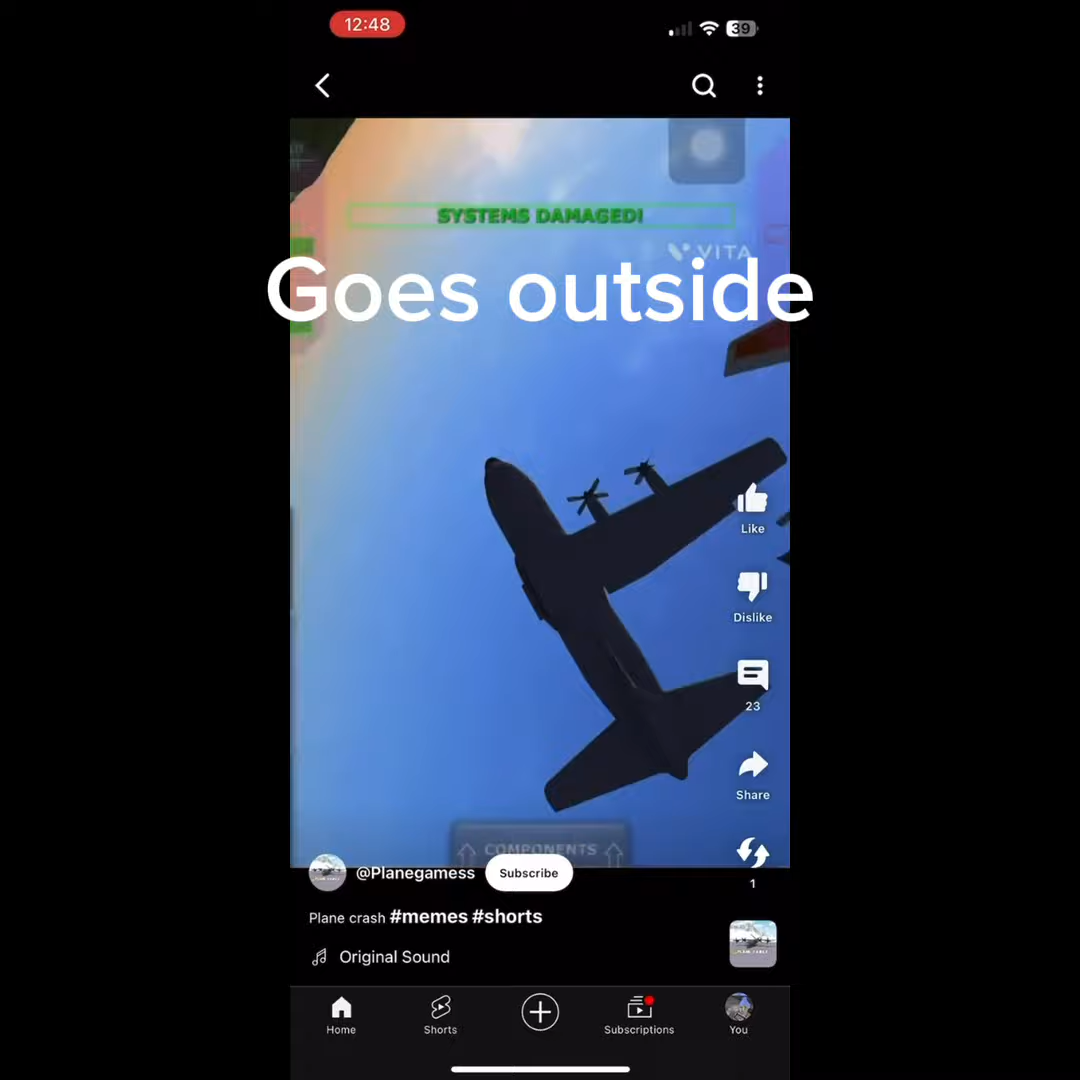 12:48
39
SYSTEMS DAMAGED!
VITA
Goes outside
Like
Dislike
23
Share
COMPONENTS
1
@Planegamess
Subscribe
Plane crash #memes #shorts
Original Sound
Home
Shorts
Subscriptions
You